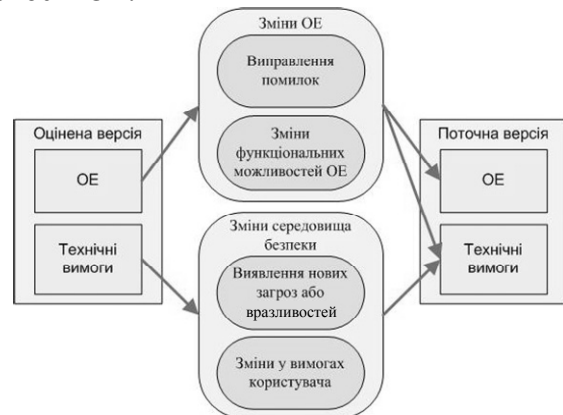 Зміни ОЕ
Виправлення
помилок
Зміни
функціональних
можливостей ОЕ
Оцінена версія
ОЕ
Технічні
вимоги
Зміни середовища
безпеки
Виявлення нових
загроз або
вразливостей
Зміни у вимогах
користувача
Поточна версія
ОЕ
Технічні
вимоги